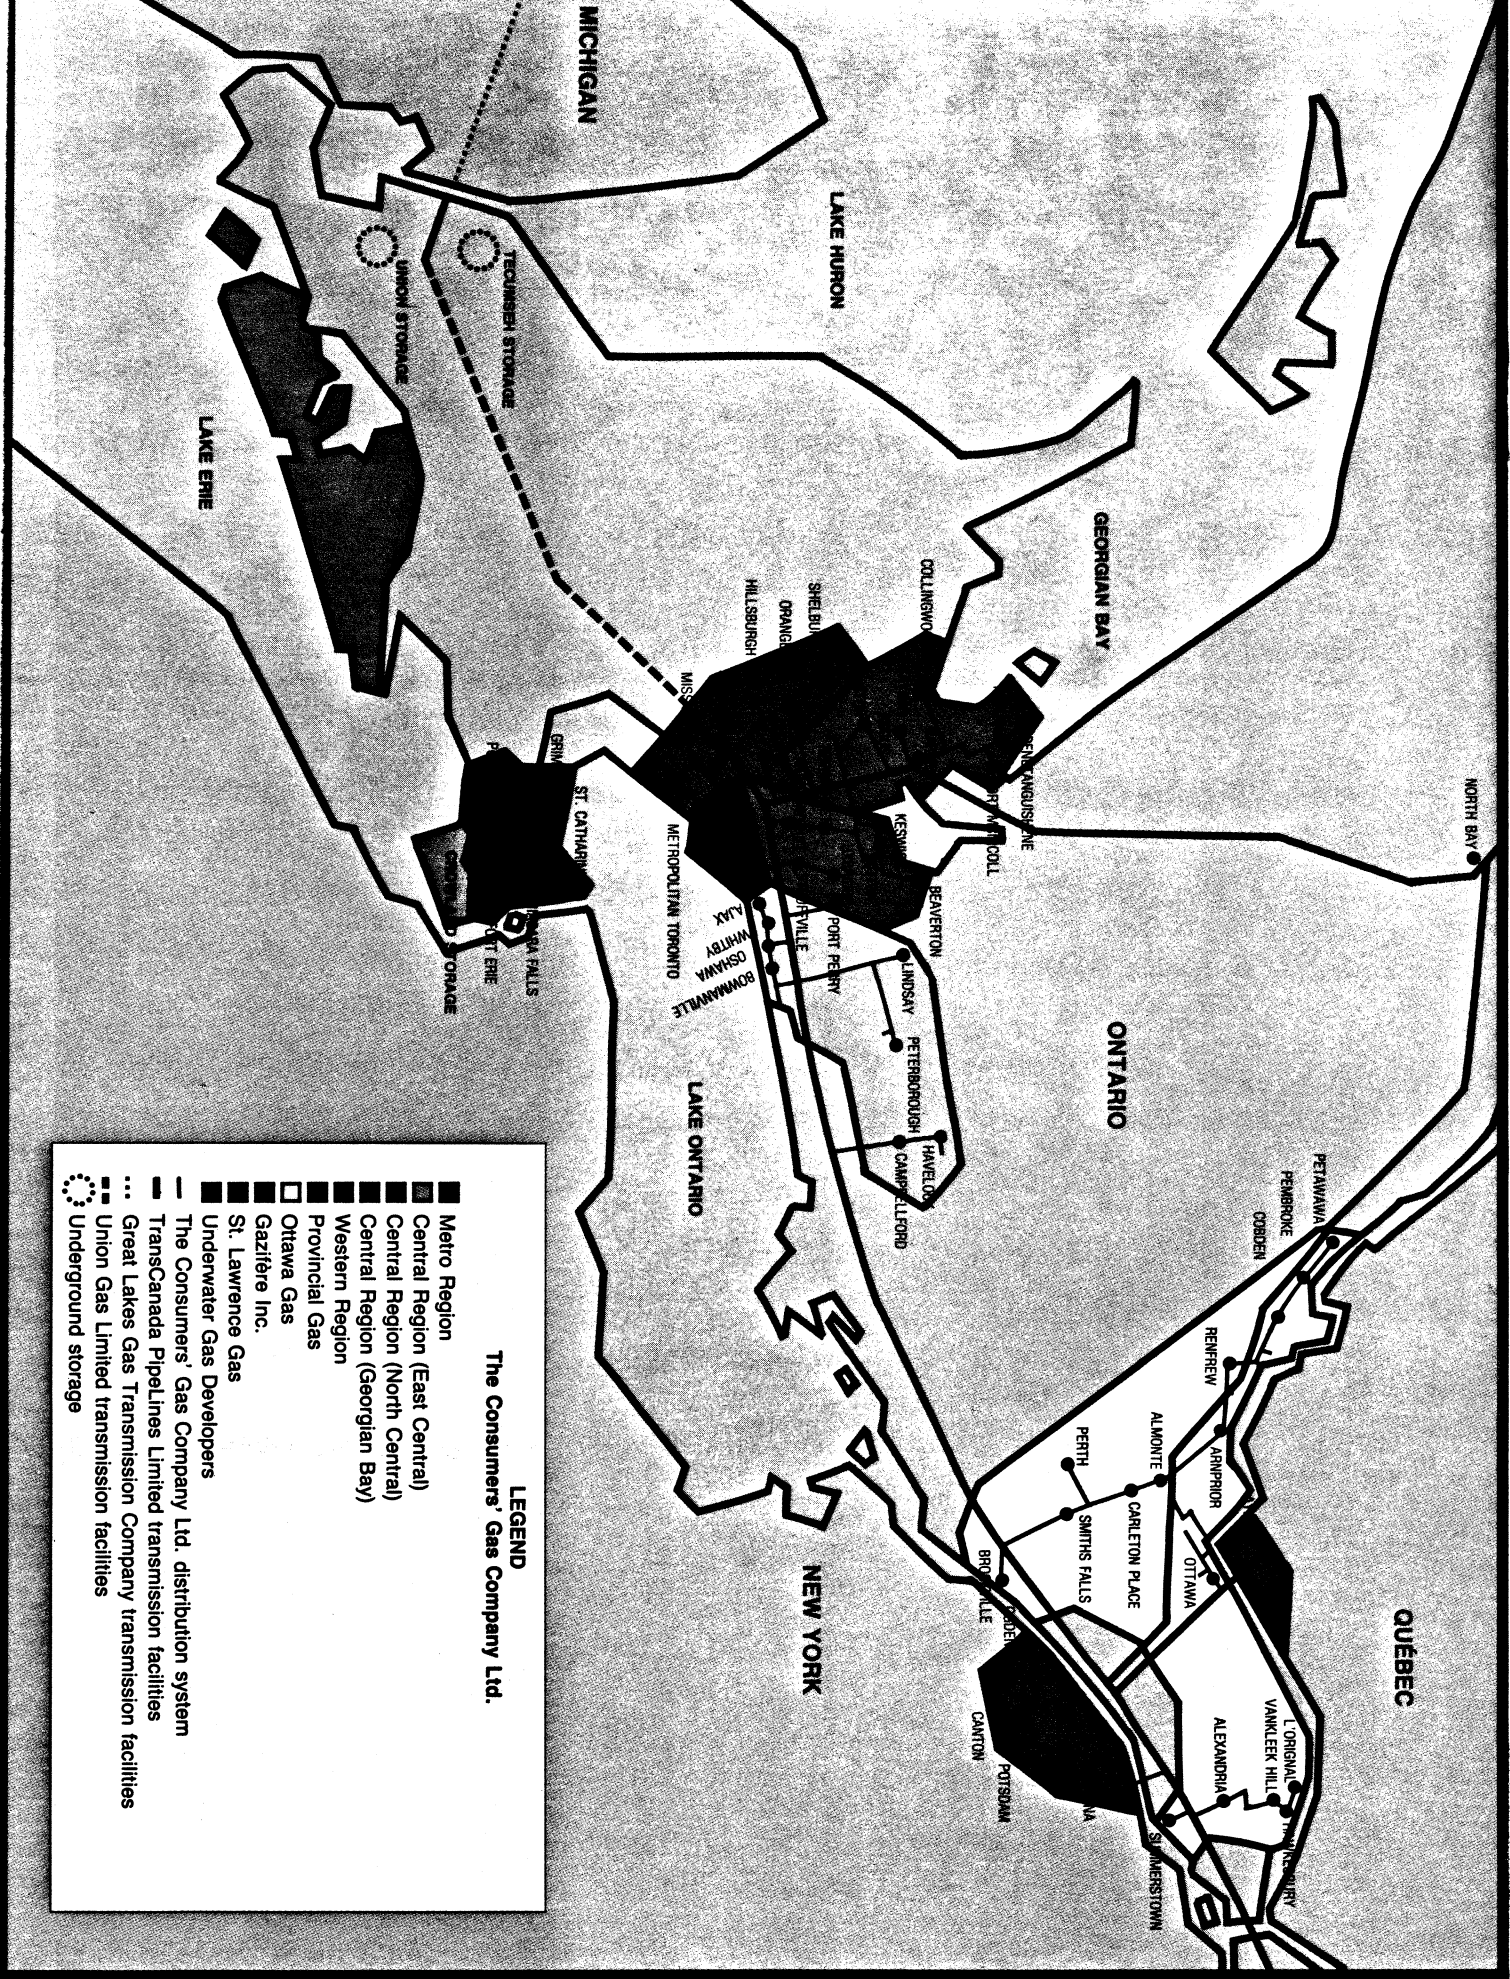 MICHIGAN
LAKE HURON
GEORGIAN BAY
NORTH BAY
TECUMSEH STORAGE
UNION STORAGE
LAKE ERIE
COLLINGWO
SHELBU
ORANGE
HILLSBURGH
MISS
GRIM
ST. CATHARIN
FALLS
STORAGE
METROPOLITAN TORONTO
KESWI
BEAVERTON
PORT PERRY
AJAX
WHITBY
OSHAWA
BOWMANVILLE
LINDSAY
PETERBOROUGH
HAVELOC
CAMPBELLFORD
ONTARIO
LAKE ONTARIO
PETAWAWA
PEMBROKE
COBDEN
RENFREW
ARNPRIOR
ALMONTE
CARLETON PLACE
PERTH
SMITHS FALLS
OTTAWA
QUÉBEC
NEW YORK
CANTON
POTSDAM
L'ORIGNAL
VANKLEEK HILL
ALEXANDRIA
SUMMERSTOWN
LEGEND
The Consumers' Gas Company Ltd.
Metro Region
Central Region (East Central)
Central Region (North Central)
Central Region (Georgian Bay)
Western Region
Provincial Gas
Ottawa Gas
Gazifère Inc.
St. Lawrence Gas
Underwater Gas Developers
The Consumers' Gas Company Ltd. distribution system
TransCanada PipeLines Limited transmission facilities
Great Lakes Gas Transmission Company transmission facilities
Union Gas Limited transmission facilities
Underground storage